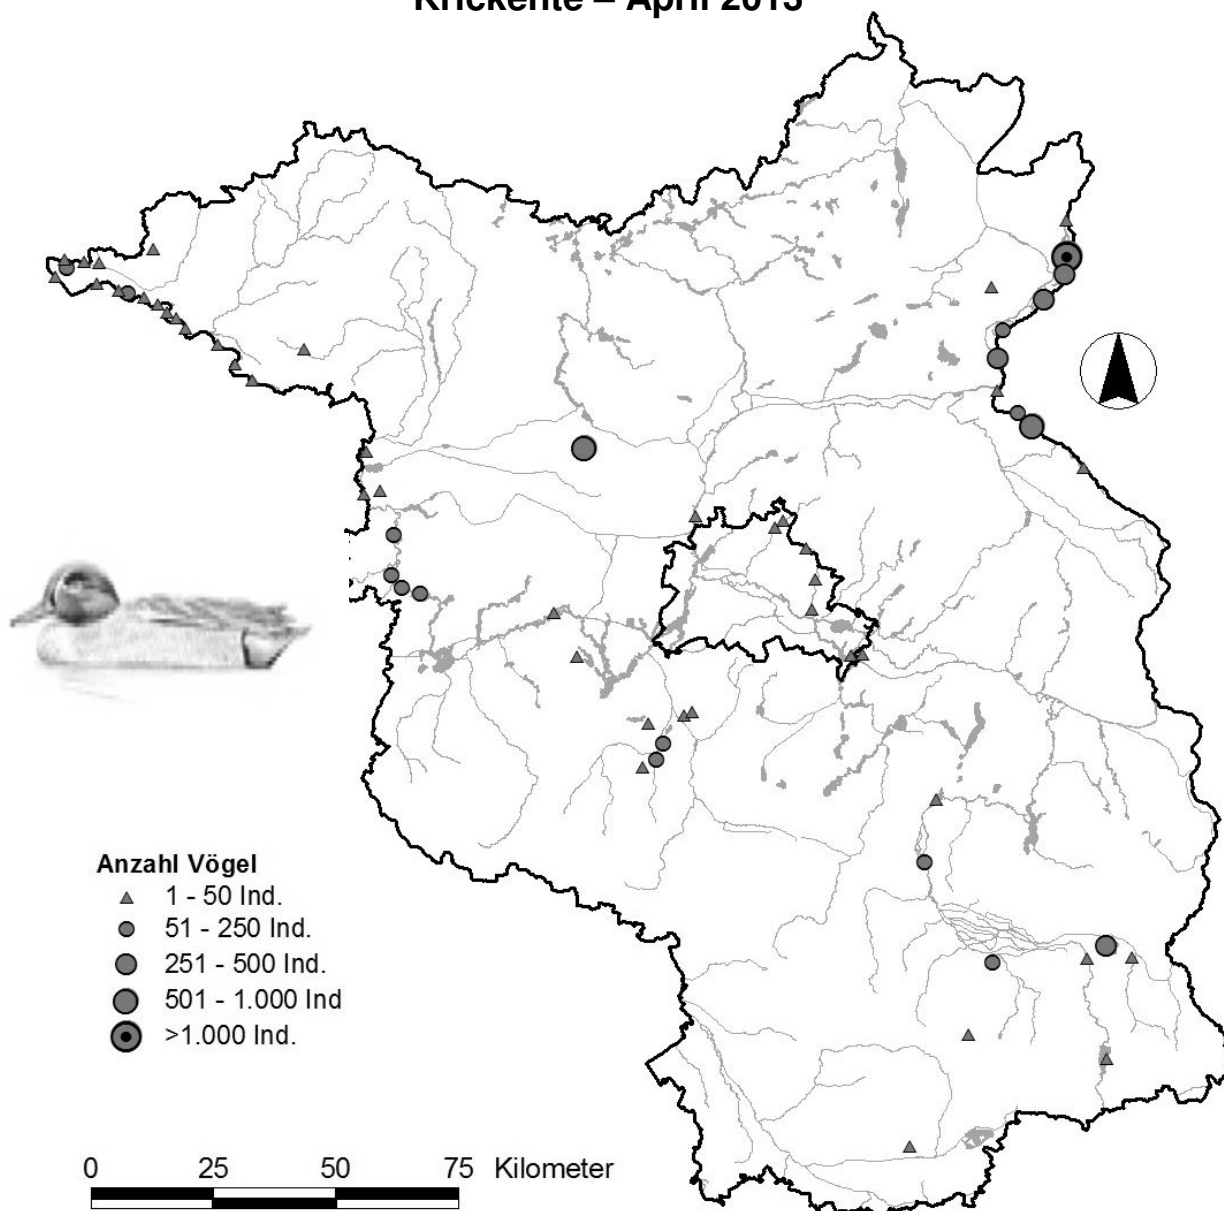 Krickente – April 2013
Anzahl Vögel
1 - 50 Ind.
51 - 250 Ind.
251 - 500 Ind.
501 - 1.000 Ind
>1.000 Ind.
0 25 50 75 Kilometer